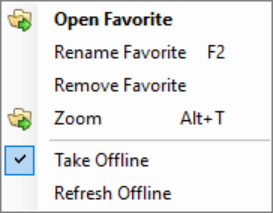 Open Favorite
Rename Favorite F2
Remove Favorite
Zoom Alt+T
Take Offline
Refresh Offline